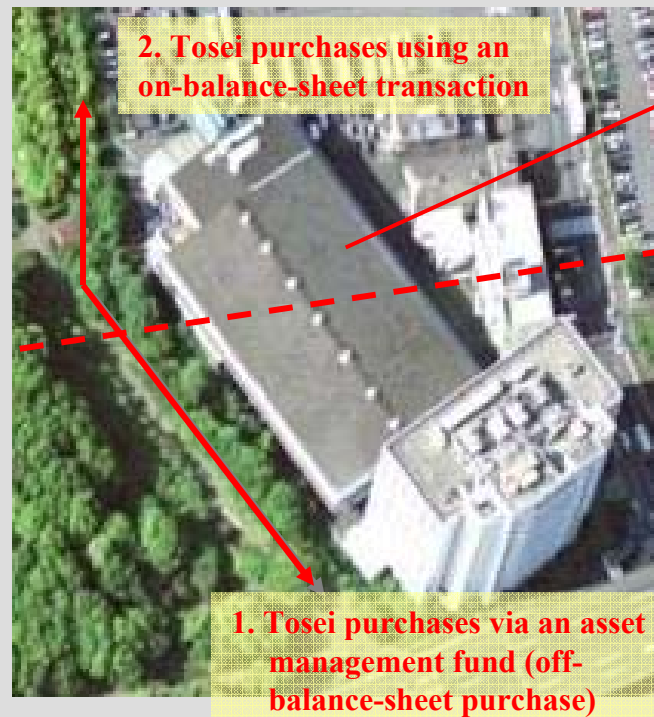 2. Tosei purchases using an
on-balance-sheet transaction
1. Tosei purchases via an asset
management fund (off-
balance-sheet purchase)